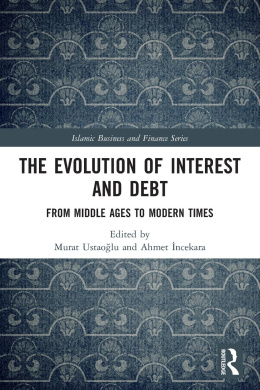 Islamic Business and Finance Series
THE EVOLUTION OF INTEREST
AND DEBT
FROM MIDDLE AGES TO MODERN TIMES
Edited by
Murat Ustaoğlu and Ahmet İncekara
ROUTLEDGE